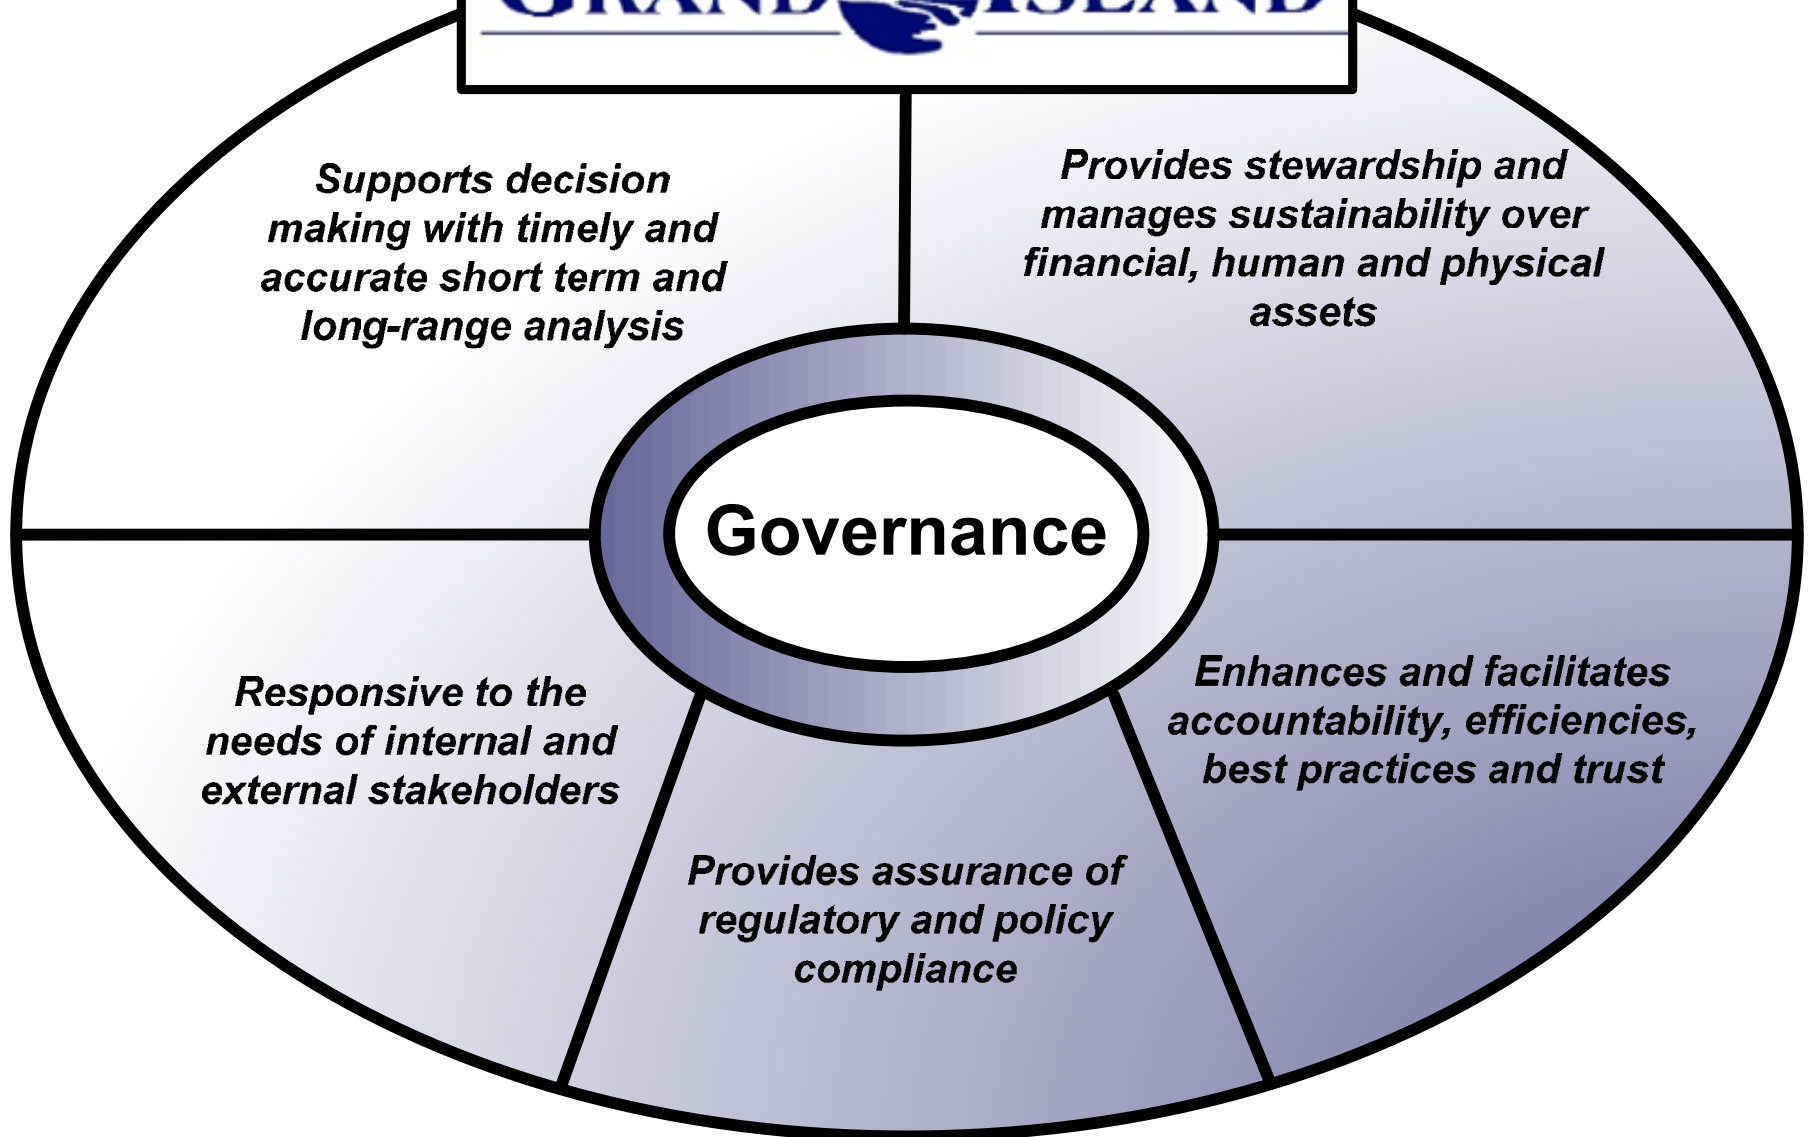 GRAND ISLAND
Supports decision
making with timely and
accurate short term and
long-range analysis
Provides stewardship and
manages sustainability over
financial, human and physical
assets
Governance
Responsive to the
needs of internal and
external stakeholders
Enhances and facilitates
accountability, efficiencies,
best practices and trust
Provides assurance of
regulatory and policy
compliance